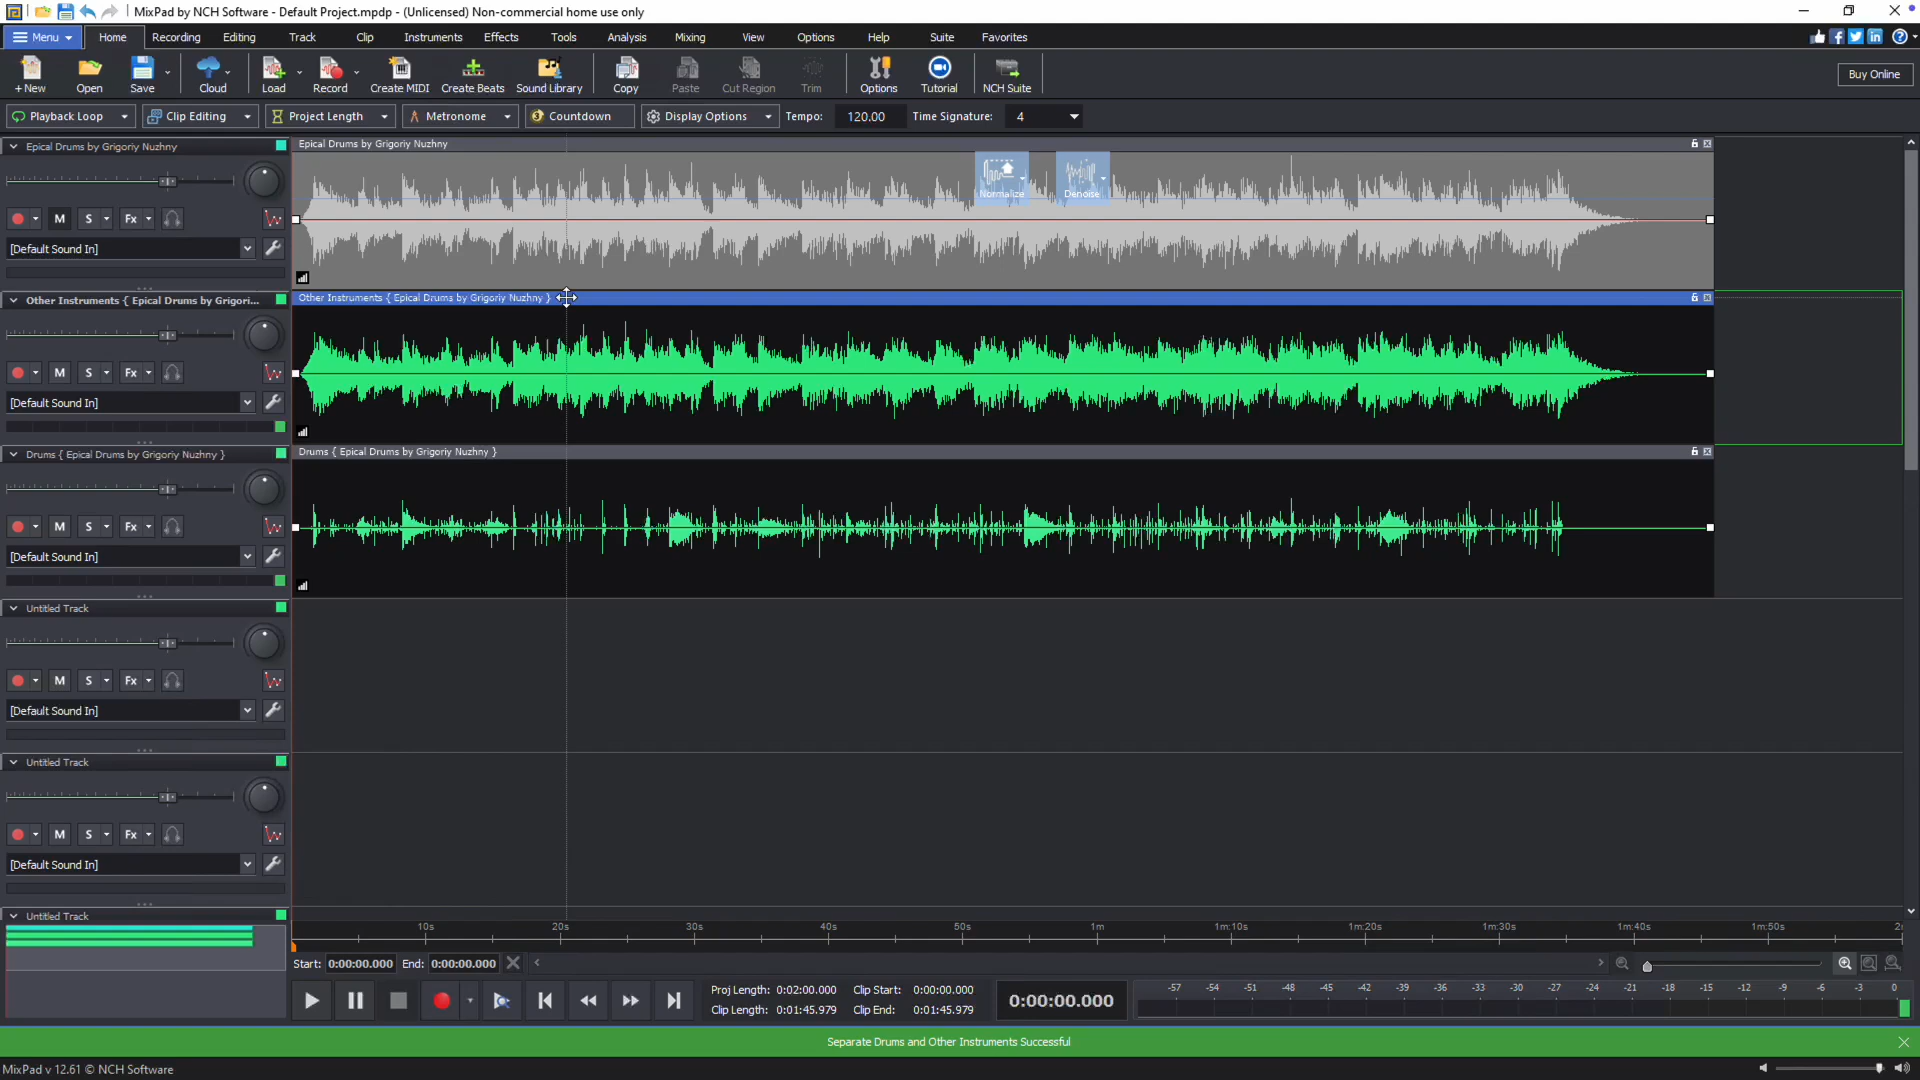 MixPad by NCH Software - Default Project.mpdp - (Unlicensed) Non-commercial home use only
Menu Home Recording Editing Track Clip Instruments Effects Tools Analysis Mixing View Options Help Suite Favorites
+ New Open Save Cloud Load Record Create MIDI Create Beats Sound Library Copy Paste Cut Region Trim Options Tutorial NCH Suite Buy Online
Playback Loop Clip Editing Project Length Metronome Countdown Display Options Tempo: 120.00 Time Signature: 4
Epical Drums by Grigoriy Nuzhny
Epical Drums by Grigoriy Nuzhny
Normalize Denoise
M S Fx
[Default Sound In]
Other Instruments { Epical Drums by Grigori...
Other Instruments { Epical Drums by Grigoriy Nuzhny }
M S Fx
[Default Sound In]
Drums { Epical Drums by Grigoriy Nuzhny }
Drums { Epical Drums by Grigoriy Nuzhny }
M S Fx
[Default Sound In]
Untitled Track
M S Fx
[Default Sound In]
Untitled Track
M S Fx
[Default Sound In]
Untitled Track
10s 20s 30s 40s 50s 1m 1m:10s 1m:20s 1m:30s 1m:40s 1m:50s 2
Start: 0:00:00.000 End: 0:00:00.000
Proj Length: 0:02:00.000 Clip Start: 0:00:00.000
Clip Length: 0:01:45.979 Clip End: 0:01:45.979
0:00:00.000
-57 -54 -51 -48 -45 -42 -39 -36 -33 -30 -27 -24 -21 -18 -15 -12 -9 -6 -3 0
Separate Drums and Other Instruments Successful
MixPad v 12.61 © NCH Software